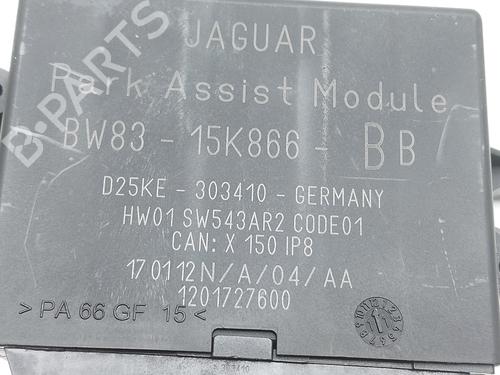 B-PARTS
JAGUAR
Park Assist Module
BW83 - 15K866 - BB
D25KE - 303410 - GERMANY
HW01 SW543AR2 CODE01
CAN: X 150 IP8
170112N/A/04/AA
1201727600
>PA 66 GF 15<
303410